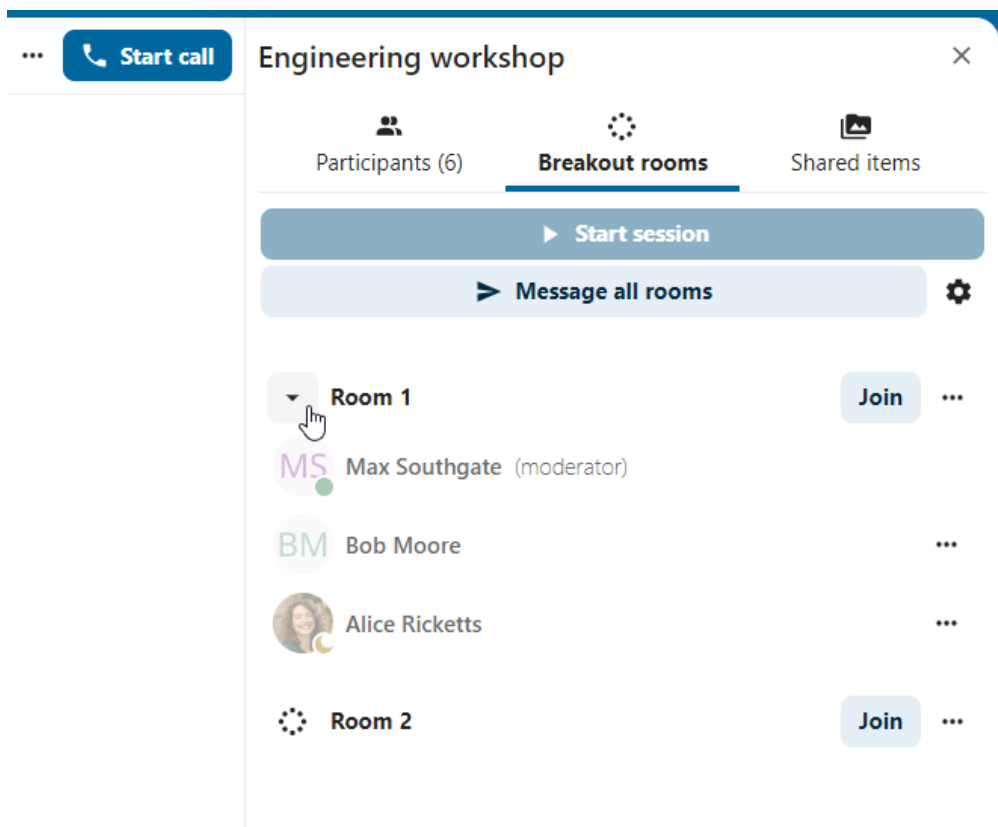 Start call
Engineering workshop
Participants (6)
Breakout rooms
Shared items
Start session
Message all rooms
Room 1
Join
MS
Max Southgate (moderator)
BM
Bob Moore
Alice Ricketts
Room 2
Join